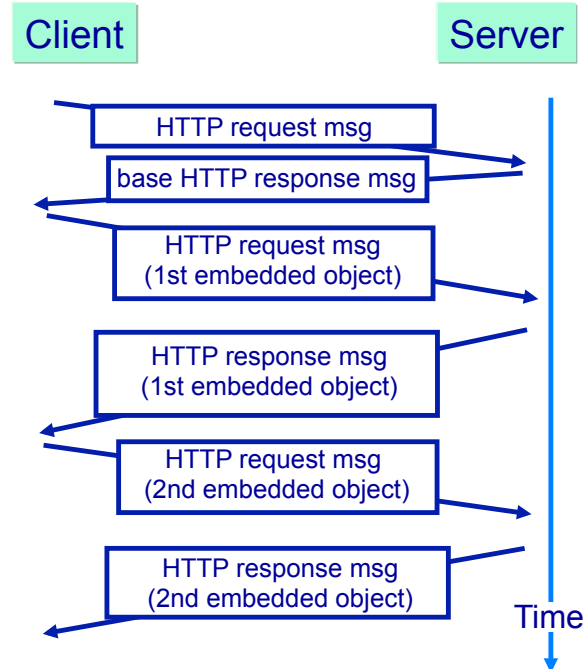 Client
Server
HTTP request msg
base HTTP response msg
HTTP request msg
(1st embedded object)
HTTP response msg
(1st embedded object)
HTTP request msg
(2nd embedded object)
HTTP response msg
(2nd embedded object)
Time